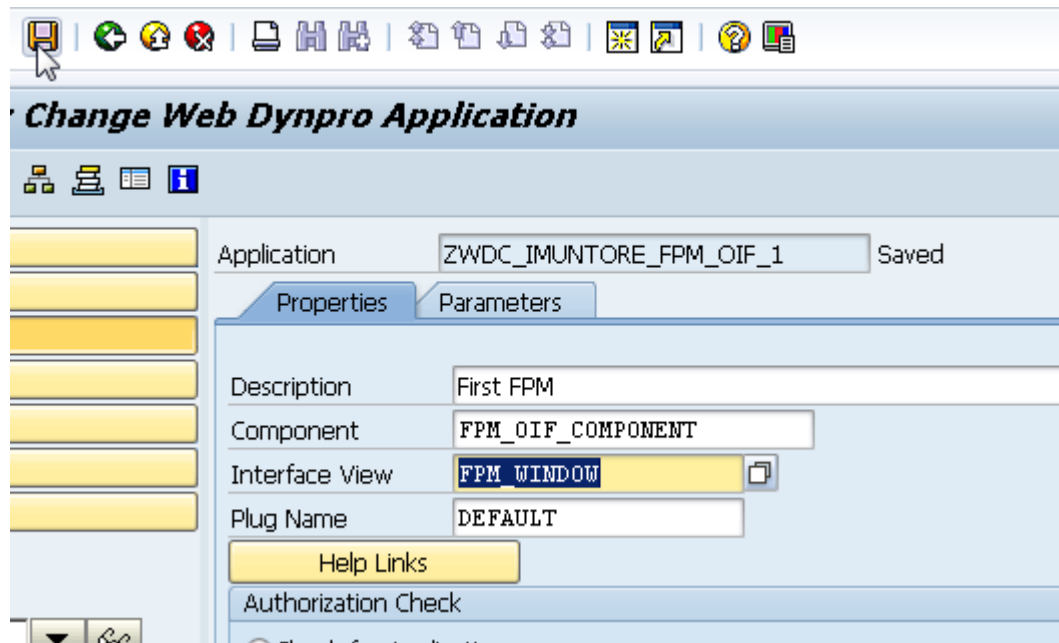 : Change Web Dynpro Application
Application ZWDC_IMUNTORE_FPM_OIF_1 Saved
Properties Parameters
Description First FPM
Component FPM_OIF_COMPONENT
Interface View FPM_WINDOW
Plug Name DEFAULT
Help Links
Authorization Check